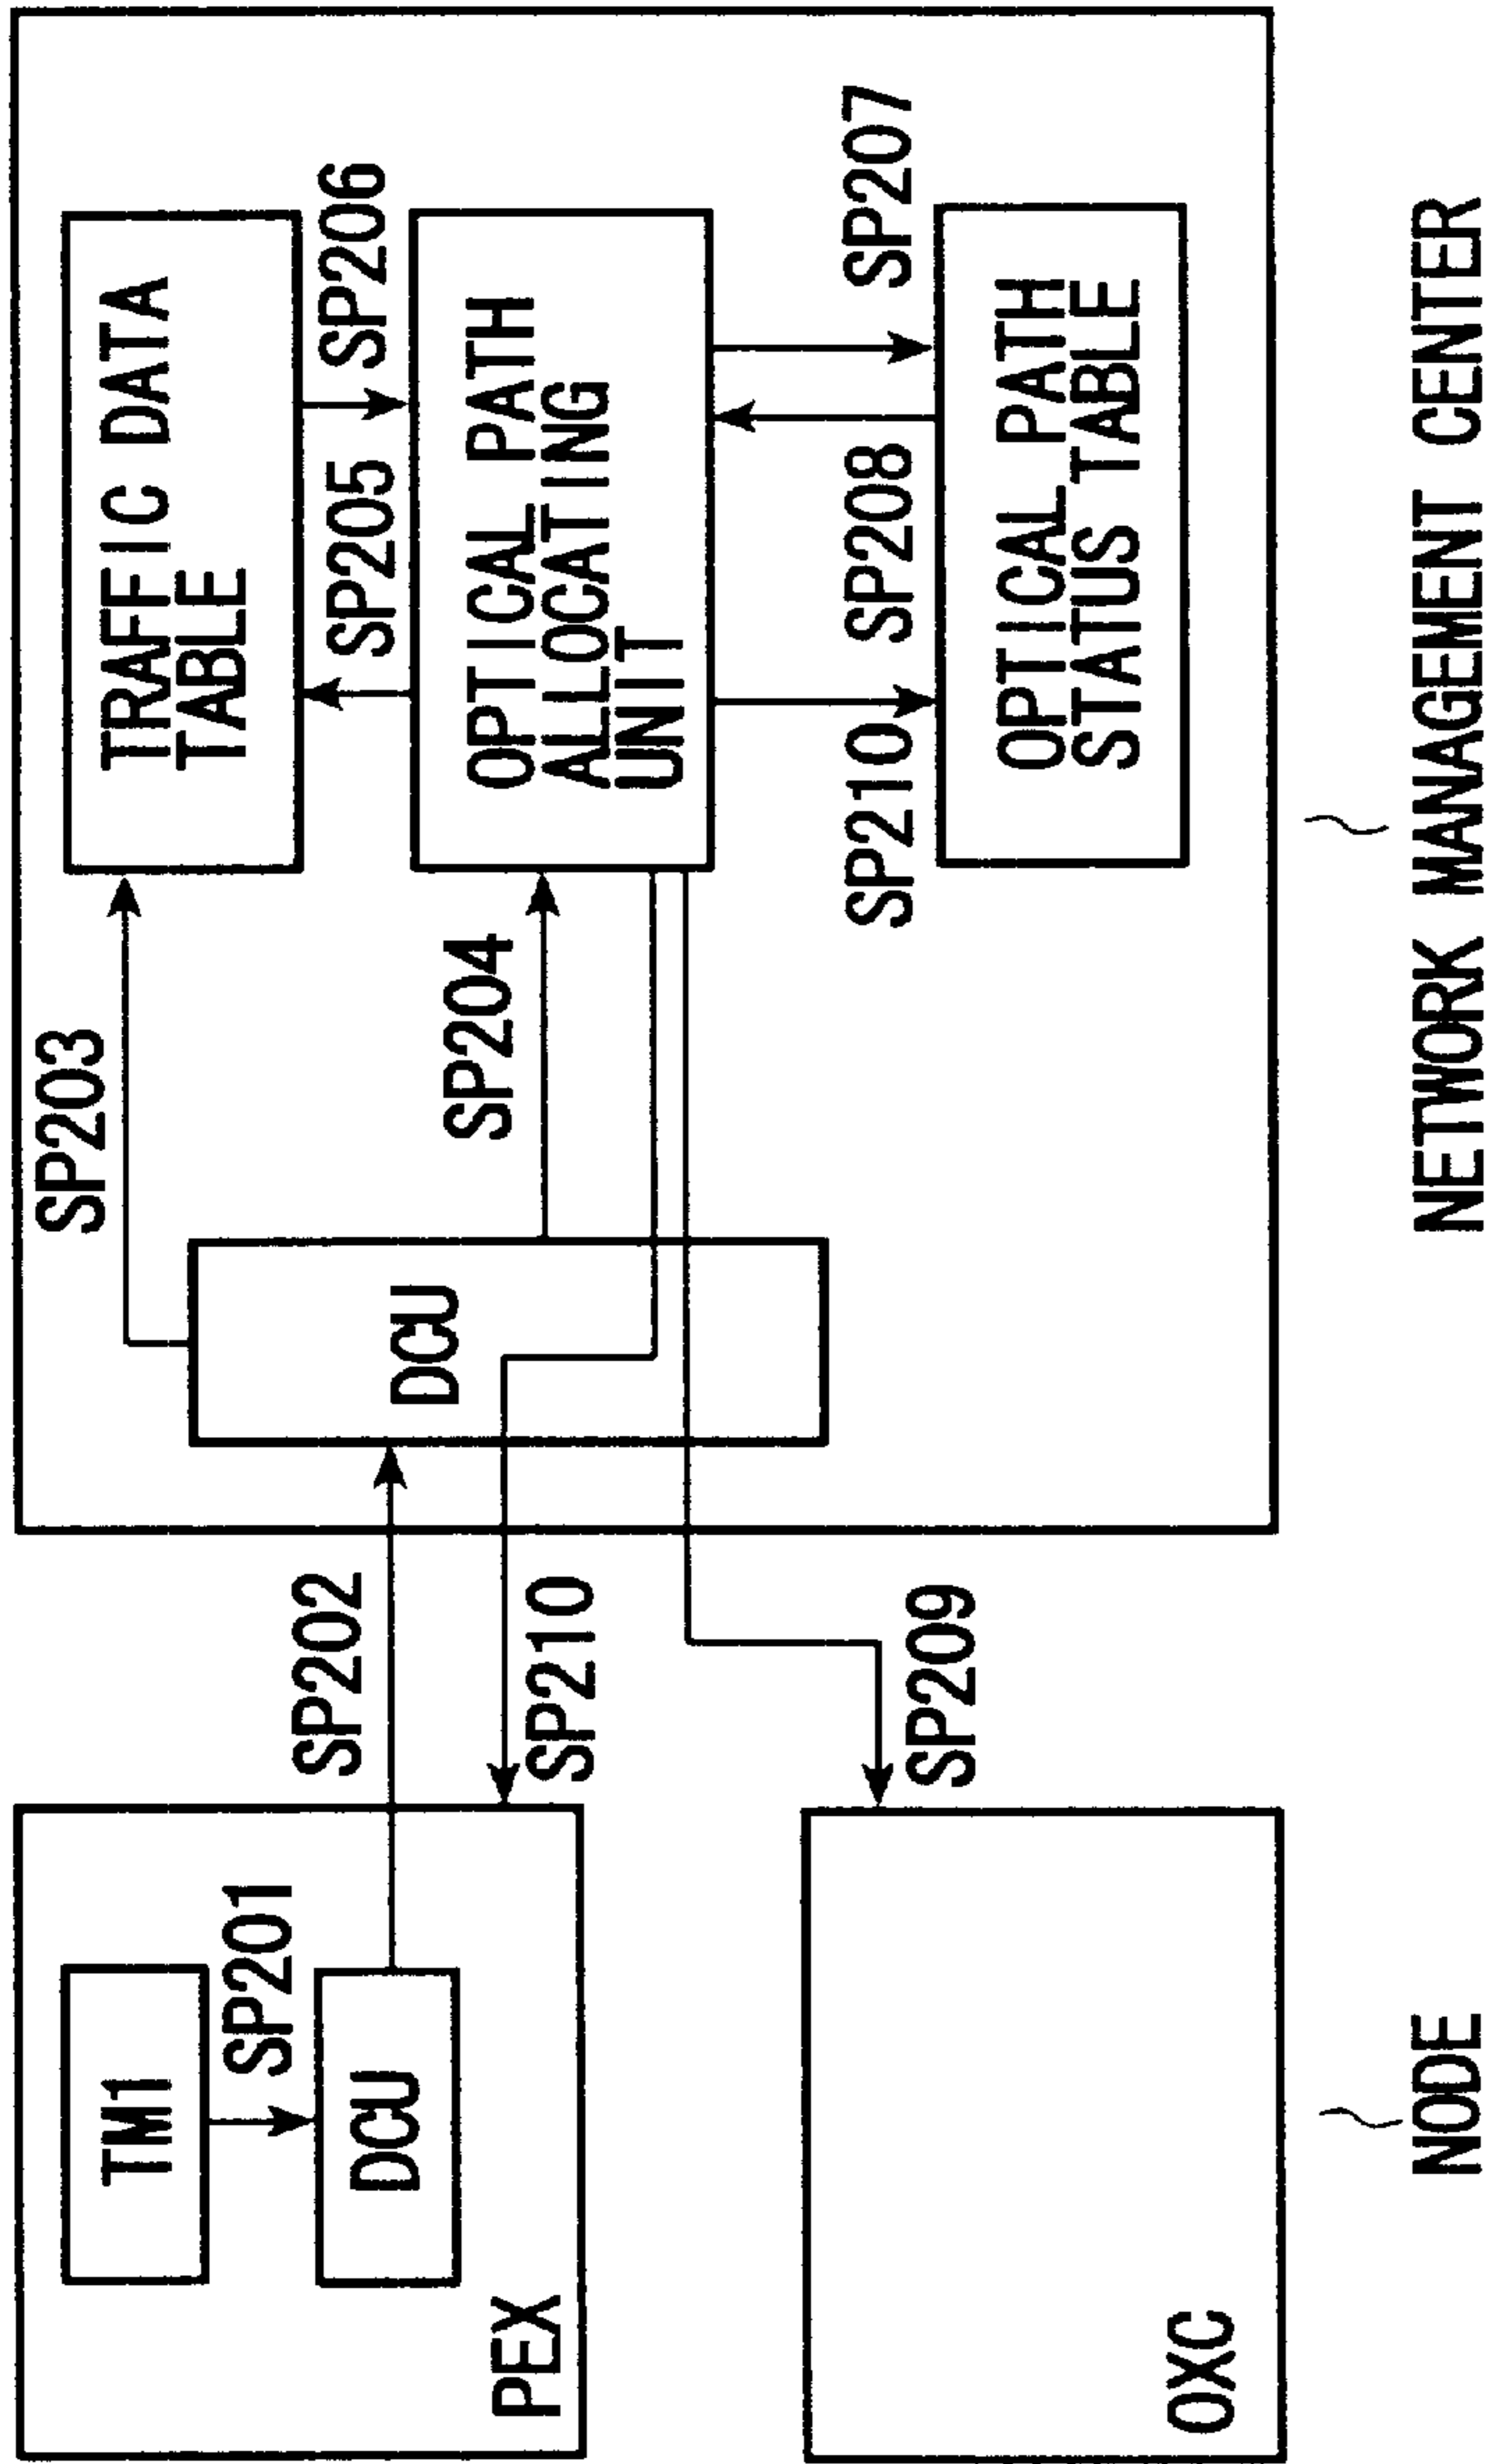 TM1
SP201
DCU
PEX
SP202
SP210
OXC
SP209
NODE
SP203
DCU
SP204
TRAFFIC DATA
TABLE
SP205
SP206
OPTICAL PATH
ALLOCATING
UNIT
SP210
SP208
SP207
OPTICAL PATH
STATUS TABLE
NETWORK MANAGEMENT CENTER